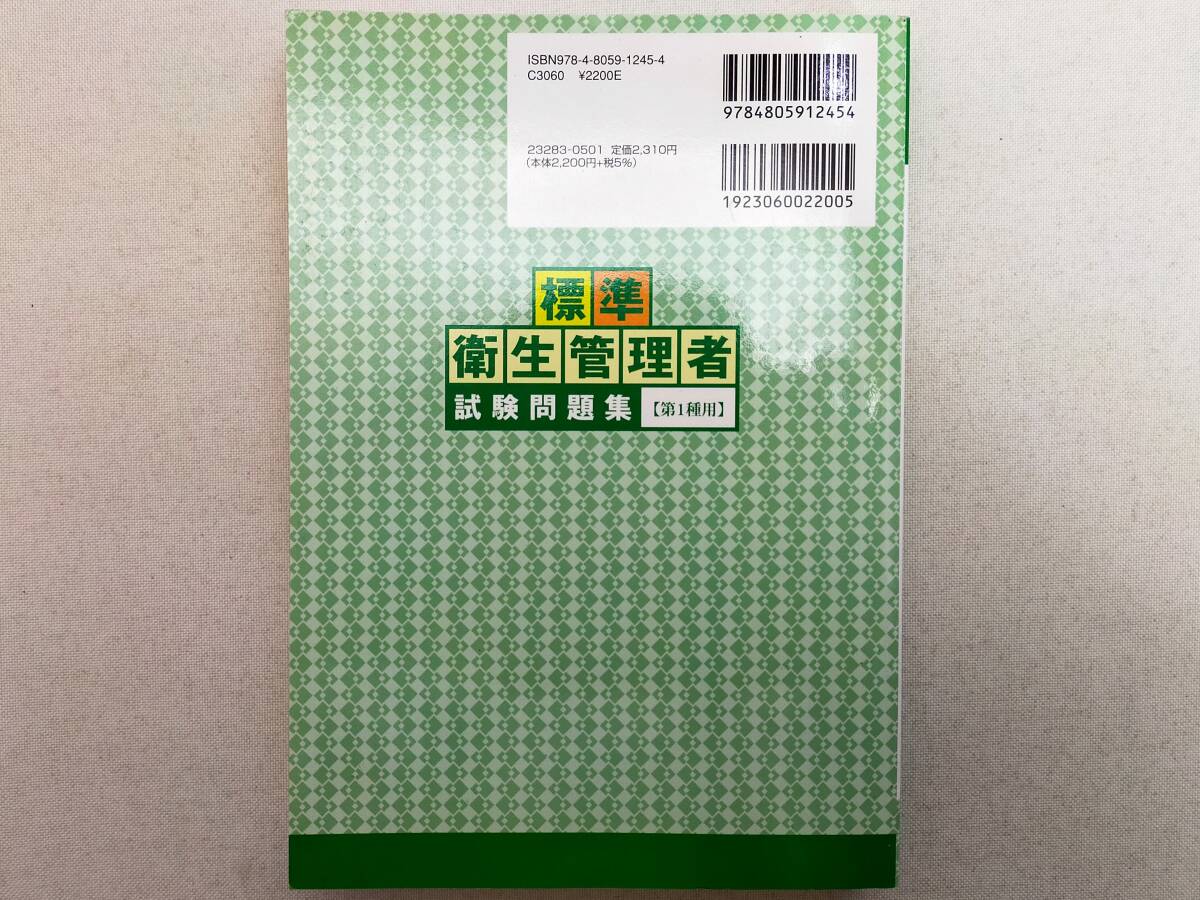 ISBN978-4-8059-1245-4
C3060 ¥2200E
9784805912454
23283-0501 定価2,310円
(本体2,200円+税5%)
1923060022005
標準
衛生管理者
試験問題集【第1種用】